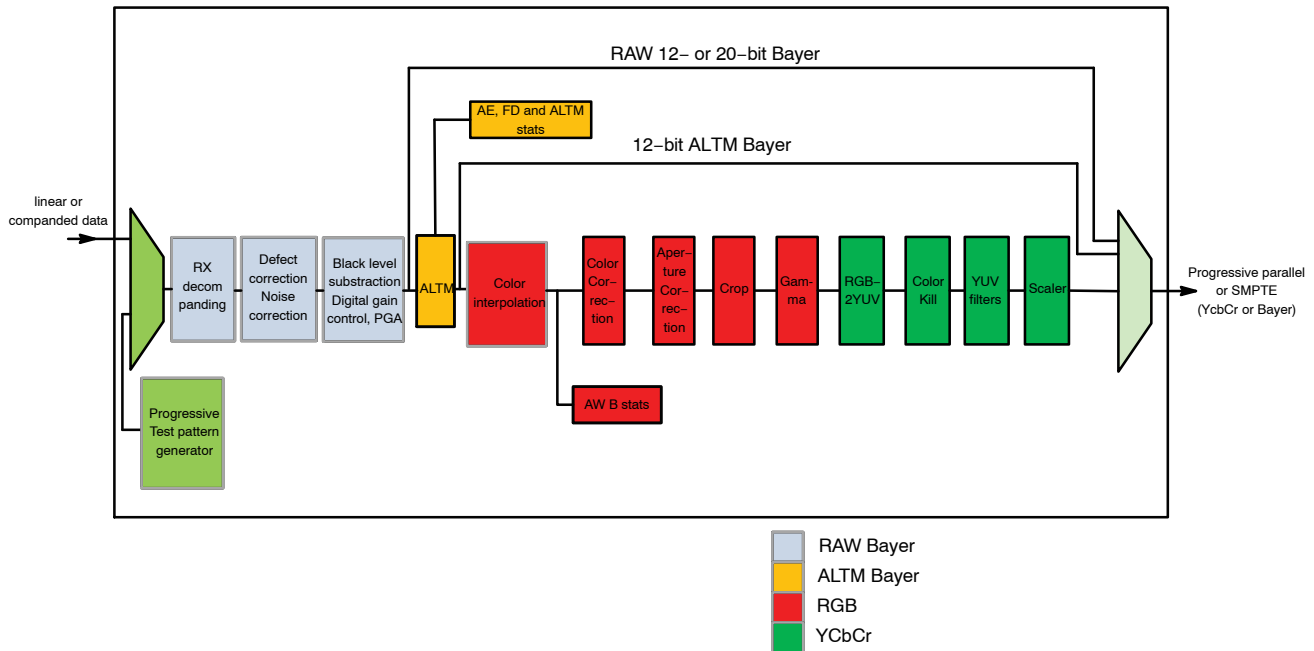 RAW 12− or 20−bit Bayer
AE, FD and ALTM
stats
12−bit ALTM Bayer
linear or
companded data
RX
decom
panding
Defect
correction
Noise
correction
Black level
substraction
Digital gain
control, PGA
ALTM
Color
interpolation
Color
Cor−
rec−
tion
Aper−
ture
Cor−
rec−
tion
Crop
Gam−
ma
RGB−
2YUV
Color
Kill
YUV
filters
Scaler
Progressive parallel
or SMPTE
(YcbCr or Bayer)
AW B stats
Progressive
Test pattern
generator
RAW Bayer
ALTM Bayer
RGB
YCbCr